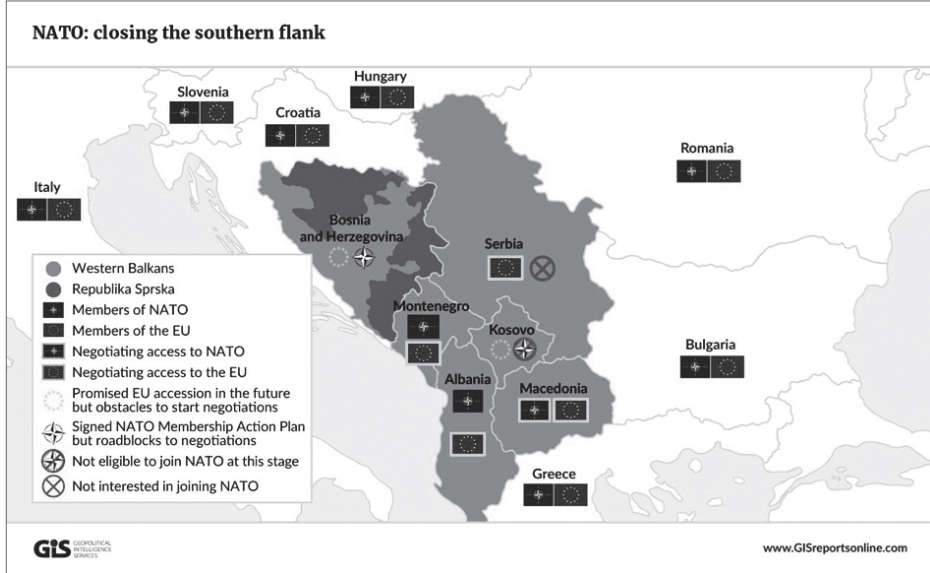 NATO: closing the southern flank
Hungary
Slovenia
Croatia
Romania
Italy
Bosnia
and Herzegovina
Serbia
Montenegro
Kosovo
Bulgaria
Albania
Macedonia
Greece
Western Balkans
Republika Sprska
Members of NATO
Members of the EU
Negotiating access to NATO
Negotiating access to the EU
Promised EU accession in the future
but obstacles to start negotiations
Signed NATO Membership Action Plan
but roadblocks to negotiations
Not eligible to join NATO at this stage
Not interested in joining NATO
GIS
GEOPOLITICAL
INTELLIGENCE
SERVICES
www.GISreportsonline.com